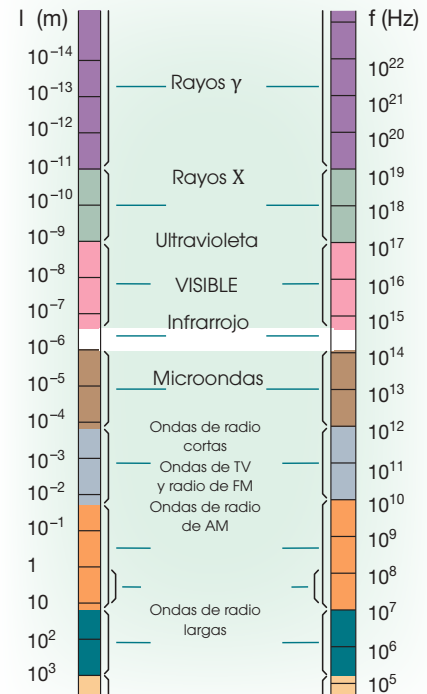 l (m)
f (Hz)
10⁻¹⁴
10⁻¹³
10⁻¹²
10⁻¹¹
10⁻¹⁰
10⁻⁹
10⁻⁸
10⁻⁷
10⁻⁶
10⁻⁵
10⁻⁴
10⁻³
10⁻²
10⁻¹
1
10
10²
10³
Rayos γ
Rayos X
Ultravioleta
VISIBLE
Infrarrojo
Microondas
Ondas de radio
cortas
Ondas de TV
y radio de FM
Ondas de radio
de AM
Ondas de radio
largas
10²²
10²¹
10²⁰
10¹⁹
10¹⁸
10¹⁷
10¹⁶
10¹⁵
10¹⁴
10¹³
10¹²
10¹¹
10¹⁰
10⁹
10⁸
10⁷
10⁶
10⁵